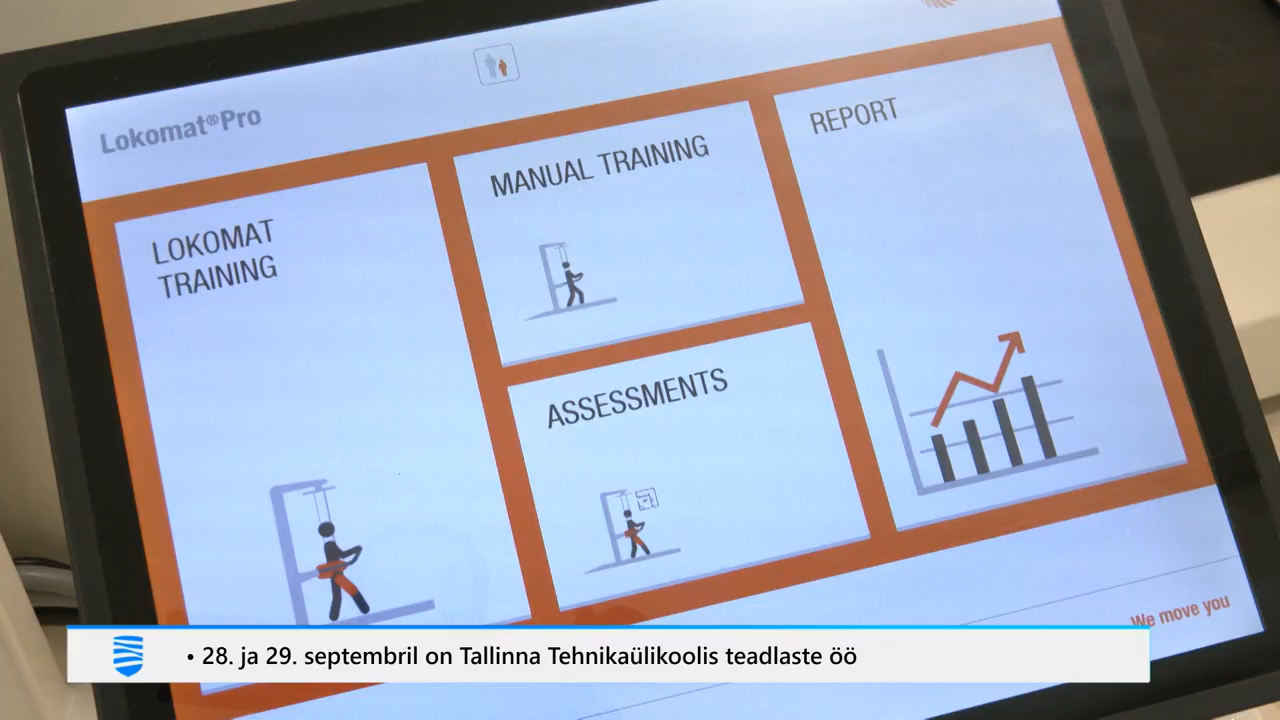 Lokomat®Pro
LOKOMAT
TRAINING
MANUAL TRAINING
ASSESSMENTS
REPORT
We move you
• 28. ja 29. septembril on Tallinna Tehnikaülikoolis teadlaste öö